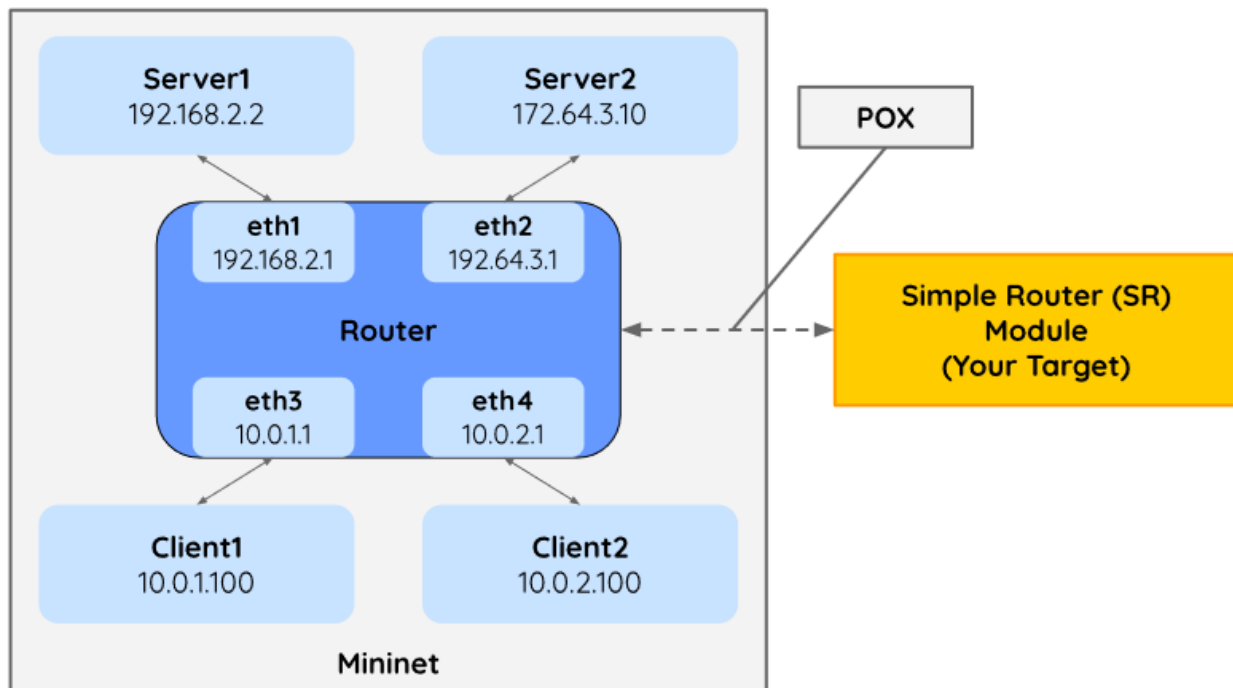 Server1
192.168.2.2
Server2
172.64.3.10
POX
eth1
192.168.2.1
eth2
192.64.3.1
Router
Simple Router (SR)
Module
(Your Target)
eth3
10.0.1.1
eth4
10.0.2.1
Client1
10.0.1.100
Client2
10.0.2.100
Mininet